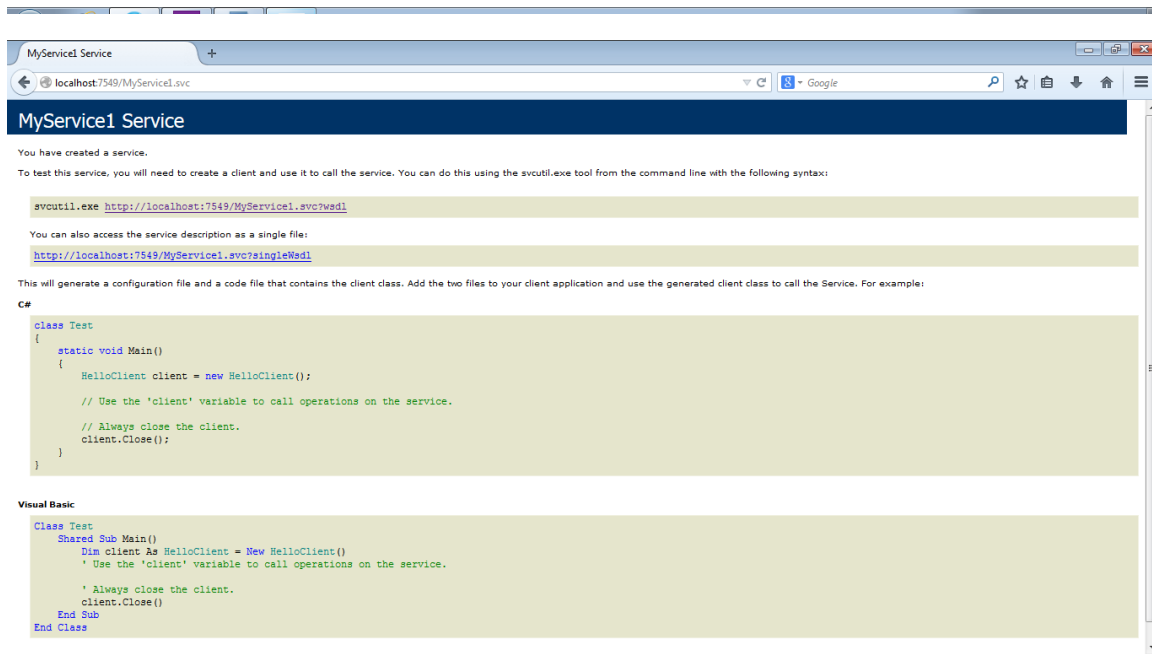 MyService1 Service
+
localhost:7549/MyService1.svc
8 Google
MyService1 Service
You have created a service.
To test this service, you will need to create a client and use it to call the service. You can do this using the svcutil.exe tool from the command line with the following syntax:
svcutil.exe http://localhost:7549/MyService1.svc?wsdl
You can also access the service description as a single file:
http://localhost:7549/MyService1.svc?singleWsdl
This will generate a configuration file and a code file that contains the client class. Add the two files to your client application and use the generated client class to call the Service. For example:
C#
class Test
{
    static void Main()
    {
        HelloClient client = new HelloClient();
        // Use the 'client' variable to call operations on the service.
        // Always close the client.
        client.Close();
    }
}
Visual Basic
Class Test
    Shared Sub Main()
        Dim client As HelloClient = New HelloClient()
        ' Use the 'client' variable to call operations on the service.
        ' Always close the client.
        client.Close()
    End Sub
End Class